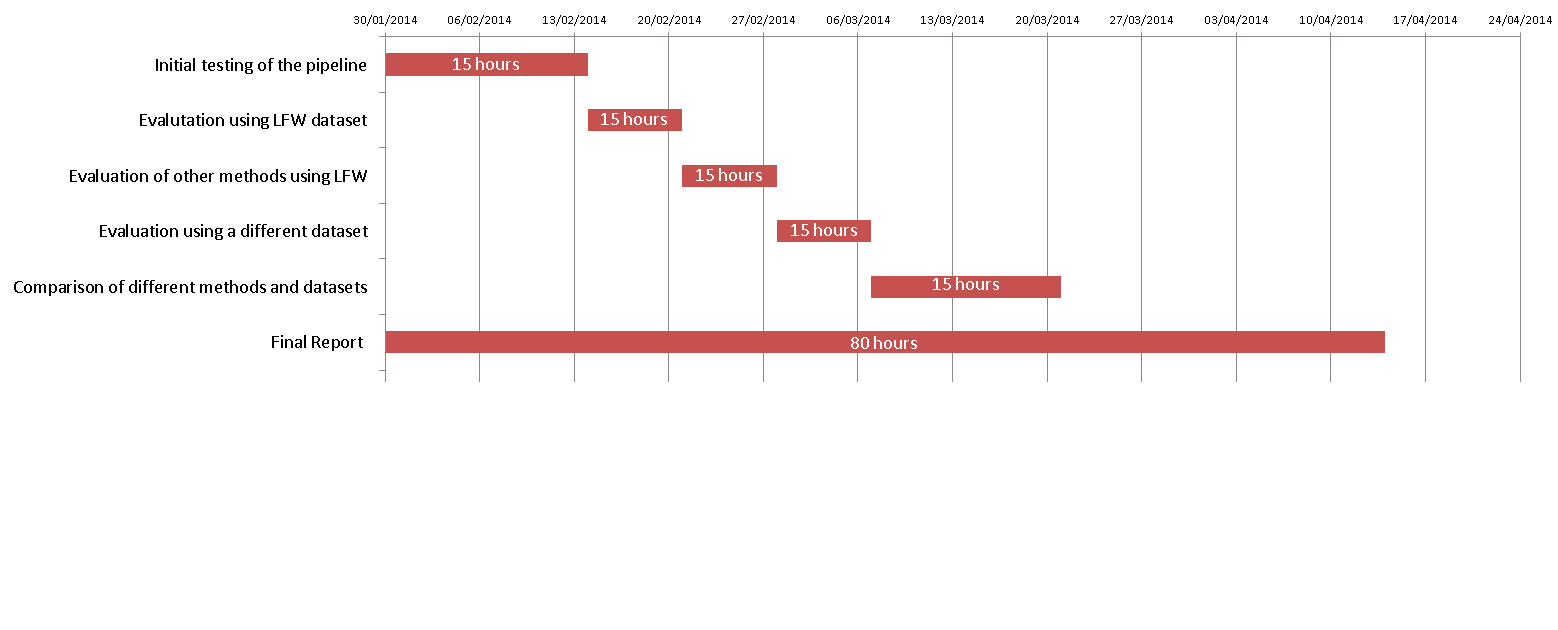 30/01/2014 06/02/2014 13/02/2014 20/02/2014 27/02/2014 06/03/2014 13/03/2014 20/03/2014 27/03/2014 03/04/2014 10/04/2014 17/04/2014 24/04/2014
Initial testing of the pipeline 15 hours
Evalutation using LFW dataset 15 hours
Evaluation of other methods using LFW 15 hours
Evaluation using a different dataset 15 hours
Comparison of different methods and datasets 15 hours
Final Report 80 hours